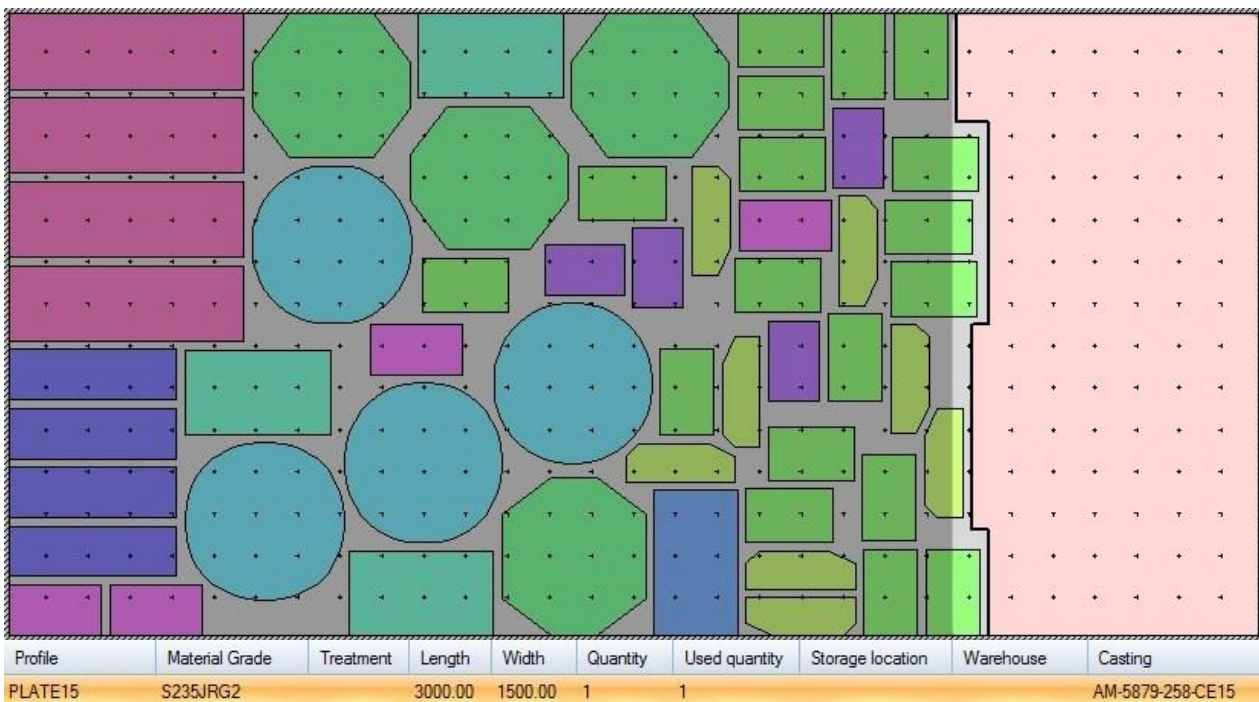 Profile Material Grade Treatment Length Width Quantity Used quantity Storage location Warehouse Casting
PLATE15 S235JRG2 3000.00 1500.00 1 1 AM-5879-258-CE15